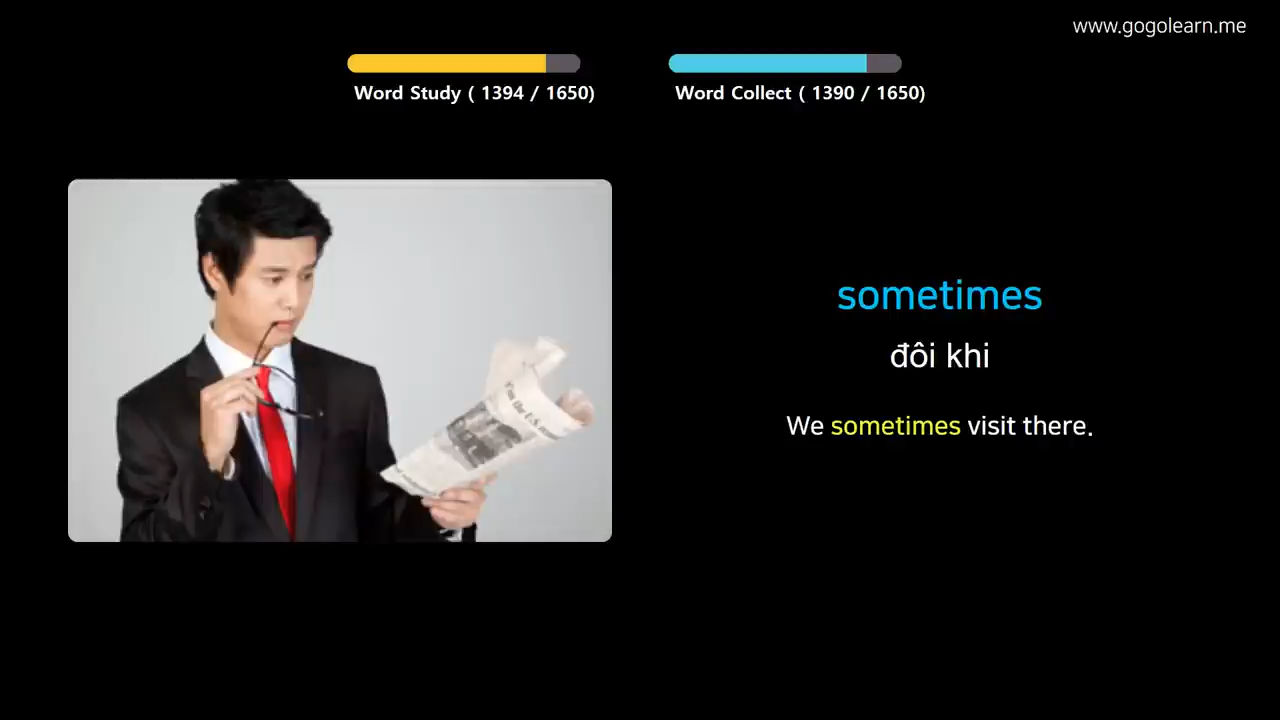 www.gogolearn.me
Word Study ( 1394 / 1650)
Word Collect ( 1390 / 1650)
sometimes
đôi khi
We sometimes visit there.